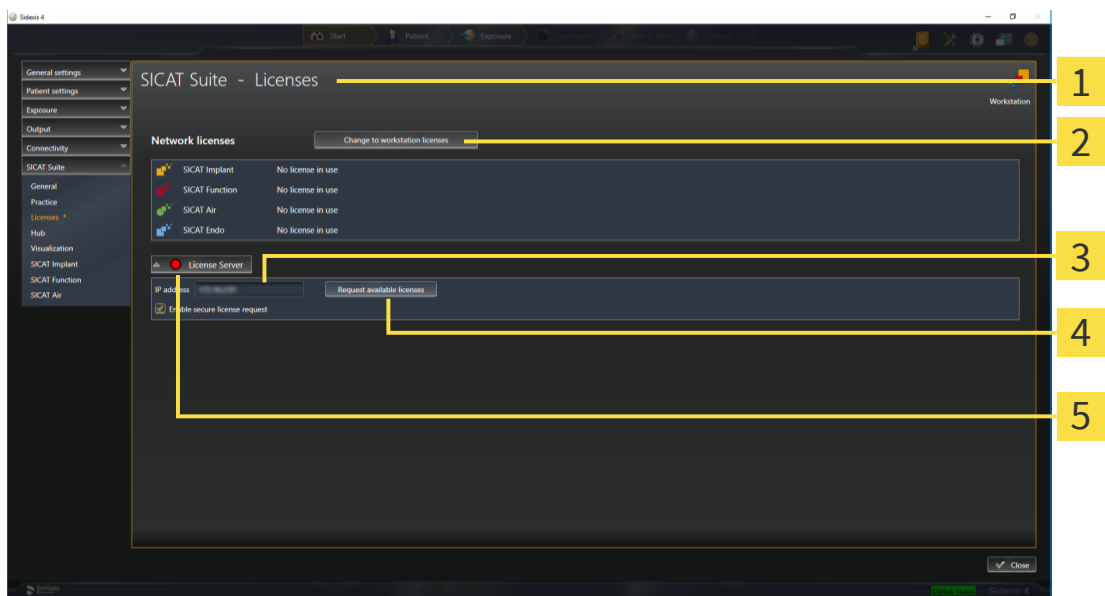 Sidexis 4
Start
Patient
Exposure
General settings
Patient settings
Exposure
Output
Connectivity
SICAT Suite
General
Practice
Licenses *
Hub
Visualization
SICAT Implant
SICAT Function
SICAT Air
SICAT Suite - Licenses
Workstation
Network licenses
Change to workstation licenses
SICAT Implant No license in use
SICAT Function No license in use
SICAT Air No license in use
SICAT Endo No license in use
License Server
IP address
Request available licenses
Enable secure license request
Close
Sidexis 4
1
2
3
4
5